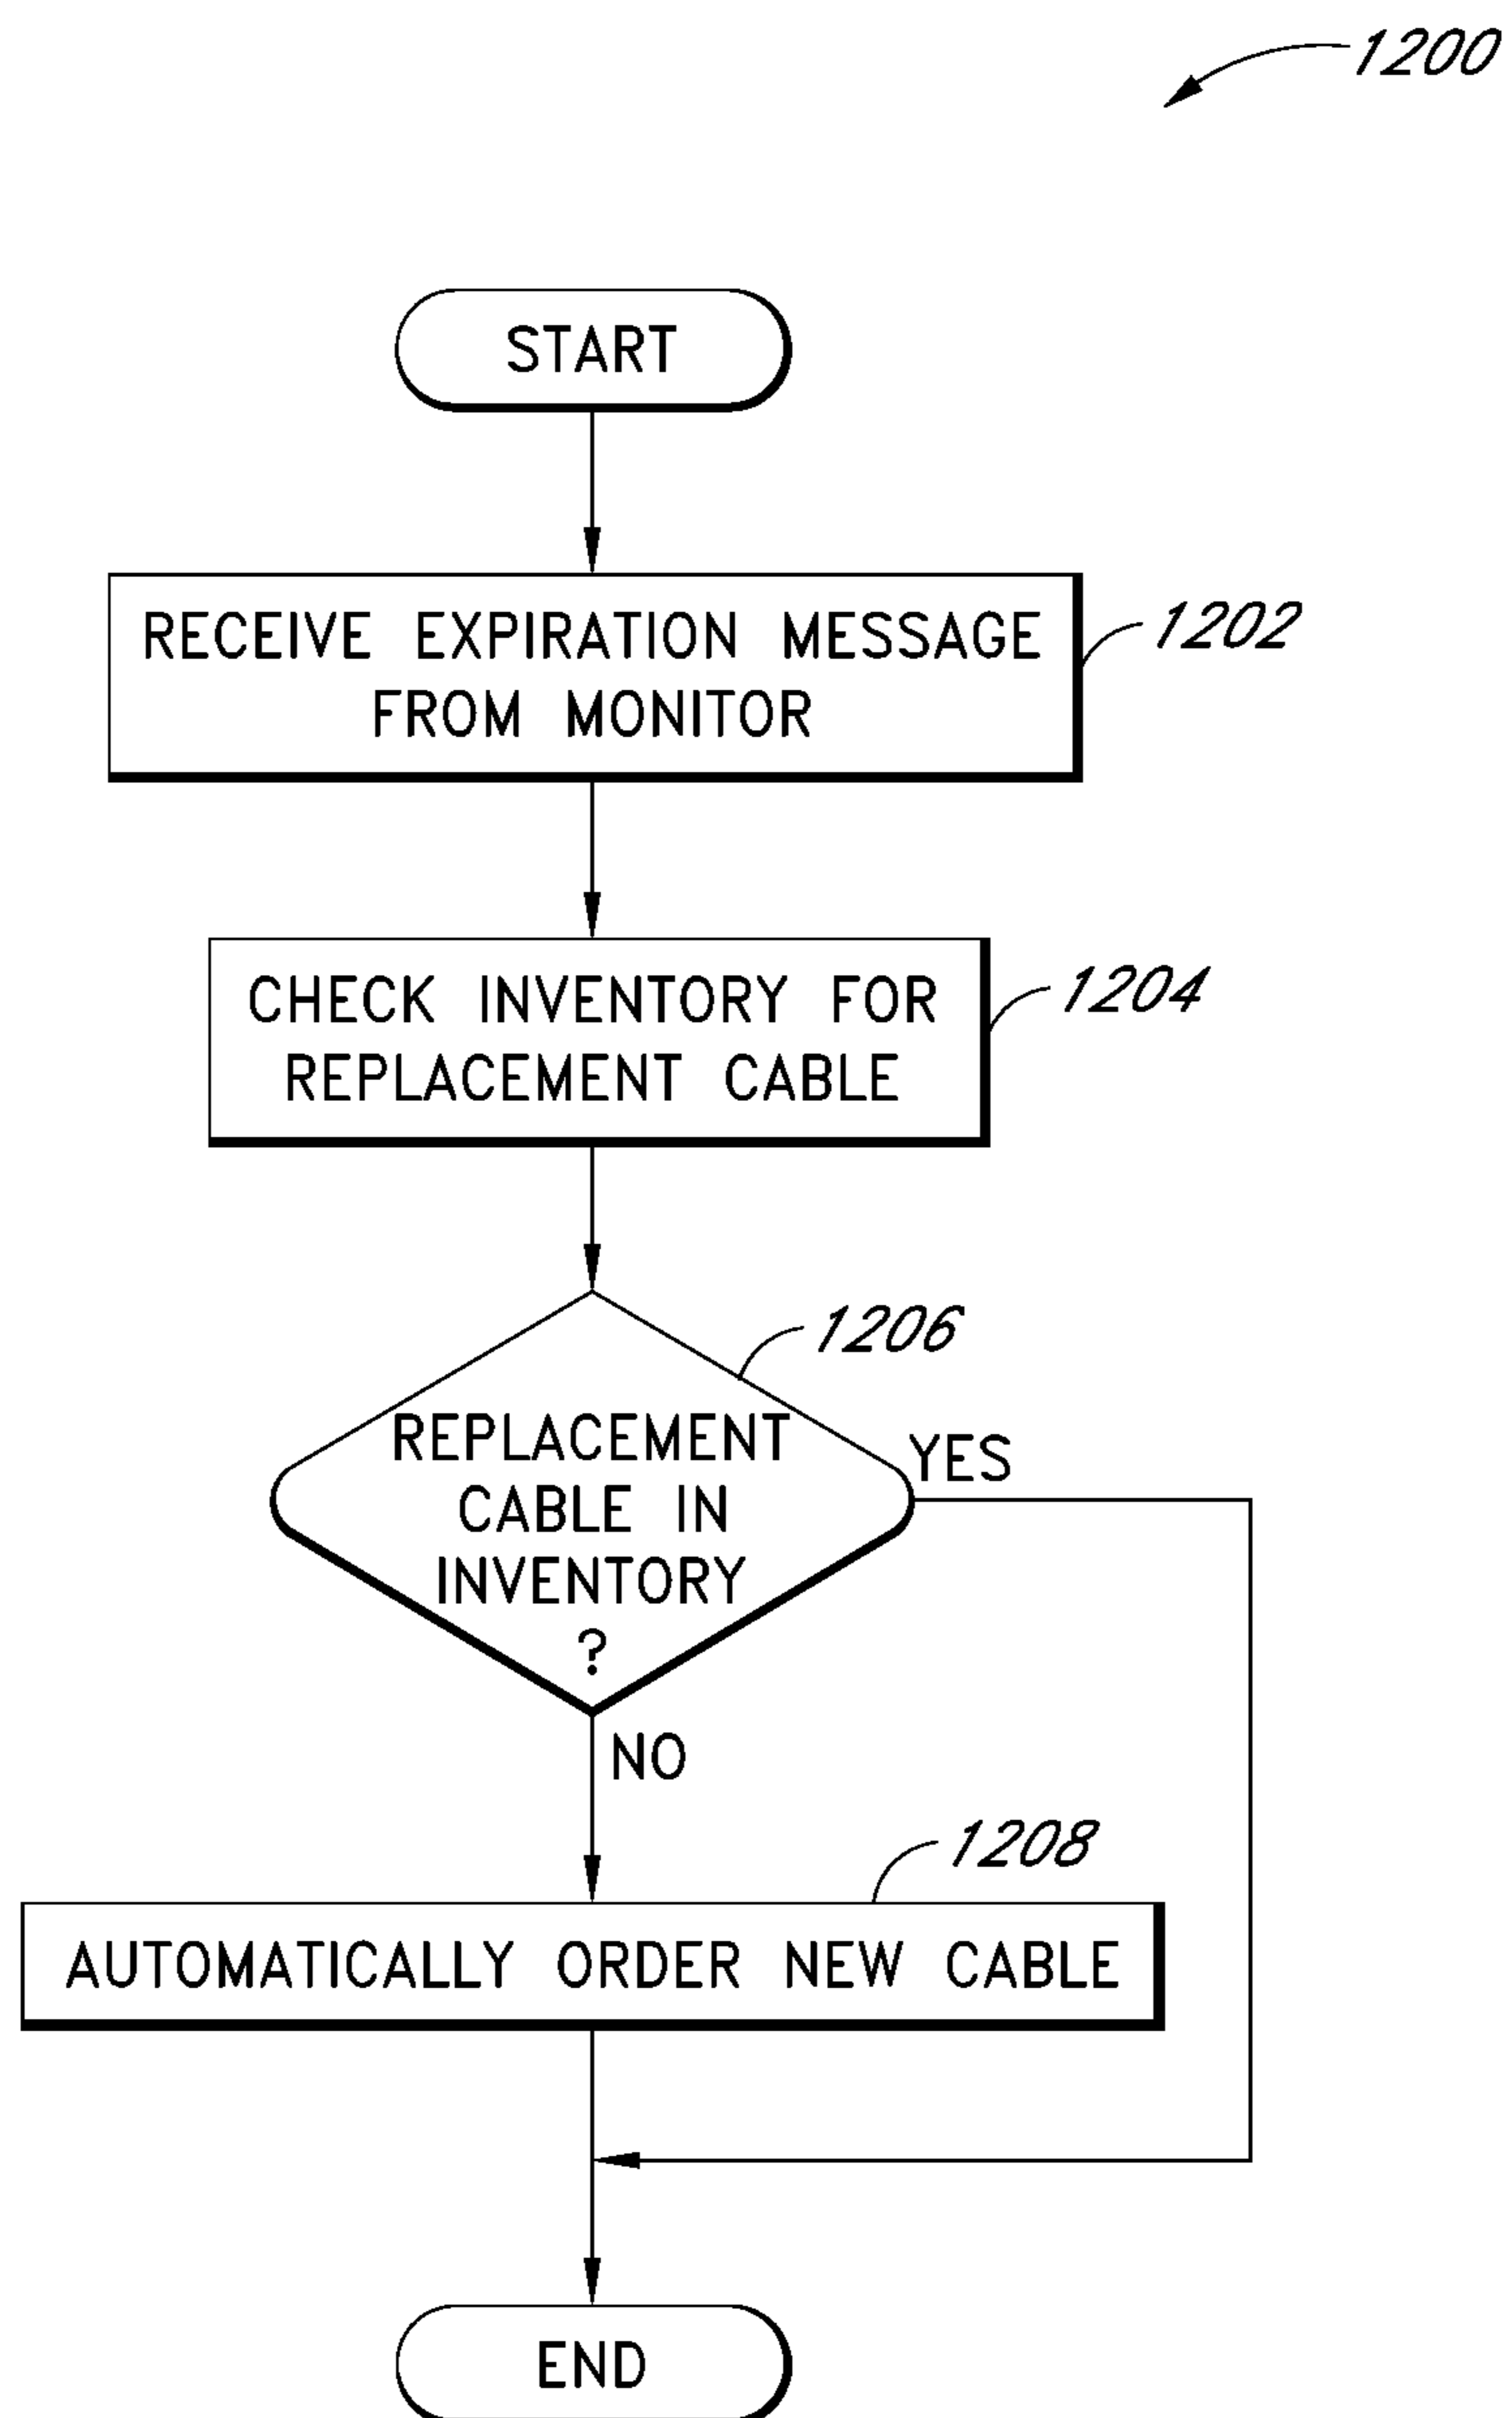 1200
START
RECEIVE EXPIRATION MESSAGE
FROM MONITOR
1202
CHECK INVENTORY FOR
REPLACEMENT CABLE
1204
1206
REPLACEMENT
CABLE IN
INVENTORY
?
YES
NO
1208
AUTOMATICALLY ORDER NEW CABLE
END